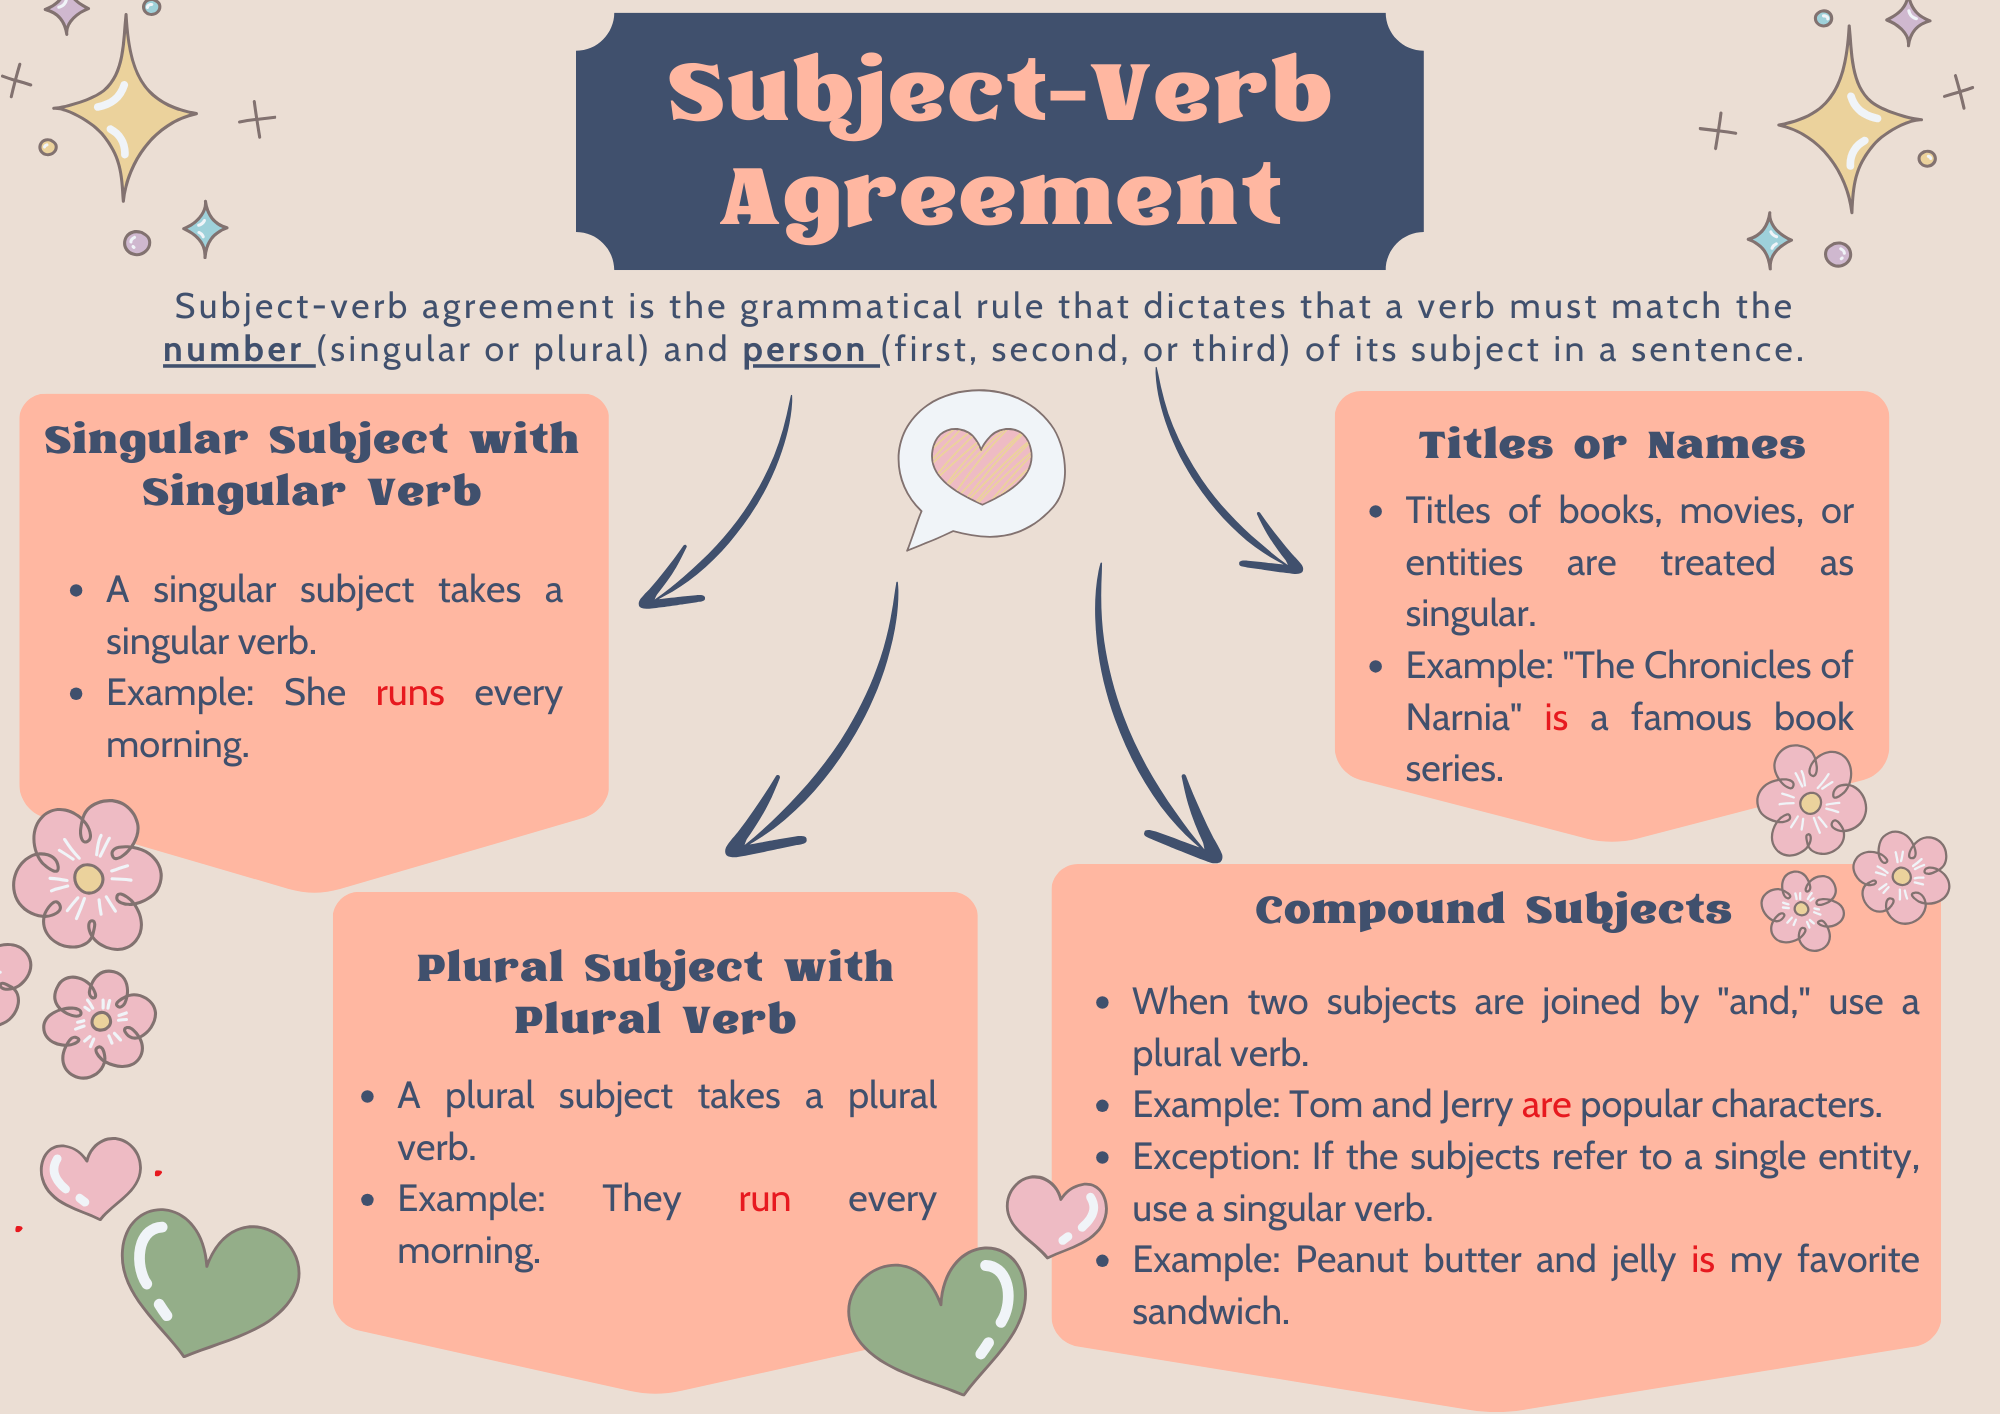 Subject-Verb
Agreement
Subject-verb agreement is the grammatical rule that dictates that a verb must match the
number (singular or plural) and person (first, second, or third) of its subject in a sentence.
Singular Subject with
Singular Verb
• A singular subject takes a
singular verb.
• Example: She runs every
morning.
Titles or Names
• Titles of books, movies, or
entities are treated as
singular.
• Example: "The Chronicles of
Narnia" is a famous book
series.
Plural Subject with
Plural Verb
• A plural subject takes a plural
verb.
• Example: They run every
morning.
Compound Subjects
• When two subjects are joined by "and," use a
plural verb.
• Example: Tom and Jerry are popular characters.
• Exception: If the subjects refer to a single entity,
use a singular verb.
• Example: Peanut butter and jelly is my favorite
sandwich.